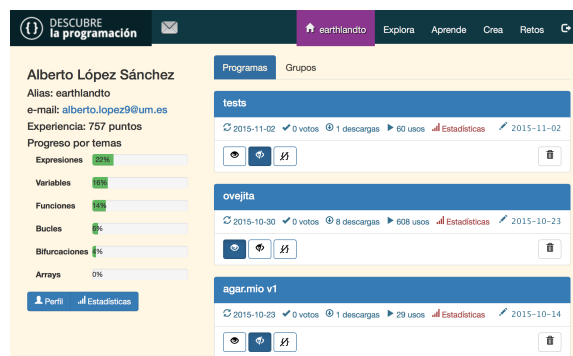 DESCUBRE
la programación
earthlandto Explora Aprende Crea Retos
Alberto López Sánchez
Alias: earthlandto
e-mail: alberto.lopez9@um.es
Experiencia: 757 puntos
Progreso por temas
Expresiones 22%
Variables 16%
Funciones 14%
Bucles 6%
Bifurcaciones 4%
Arrays 0%
Perfil Estadísticas
Programas Grupos
tests
2015-11-02 0 votos 1 descargas 60 usos Estadísticas 2015-11-02
ovejita
2015-10-30 0 votos 8 descargas 608 usos Estadísticas 2015-10-23
agar.mio v1
2015-10-23 0 votos 1 descargas 29 usos Estadísticas 2015-10-14